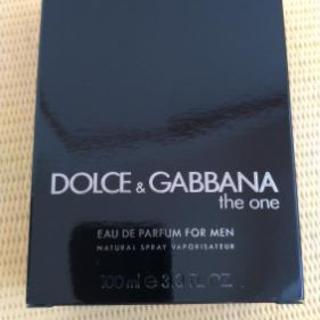 DOLCE & GABBANA
the one
EAU DE PARFUM FOR MEN
NATURAL SPRAY VAPORISATEUR
100 ml e 3.3 FL.OZ.